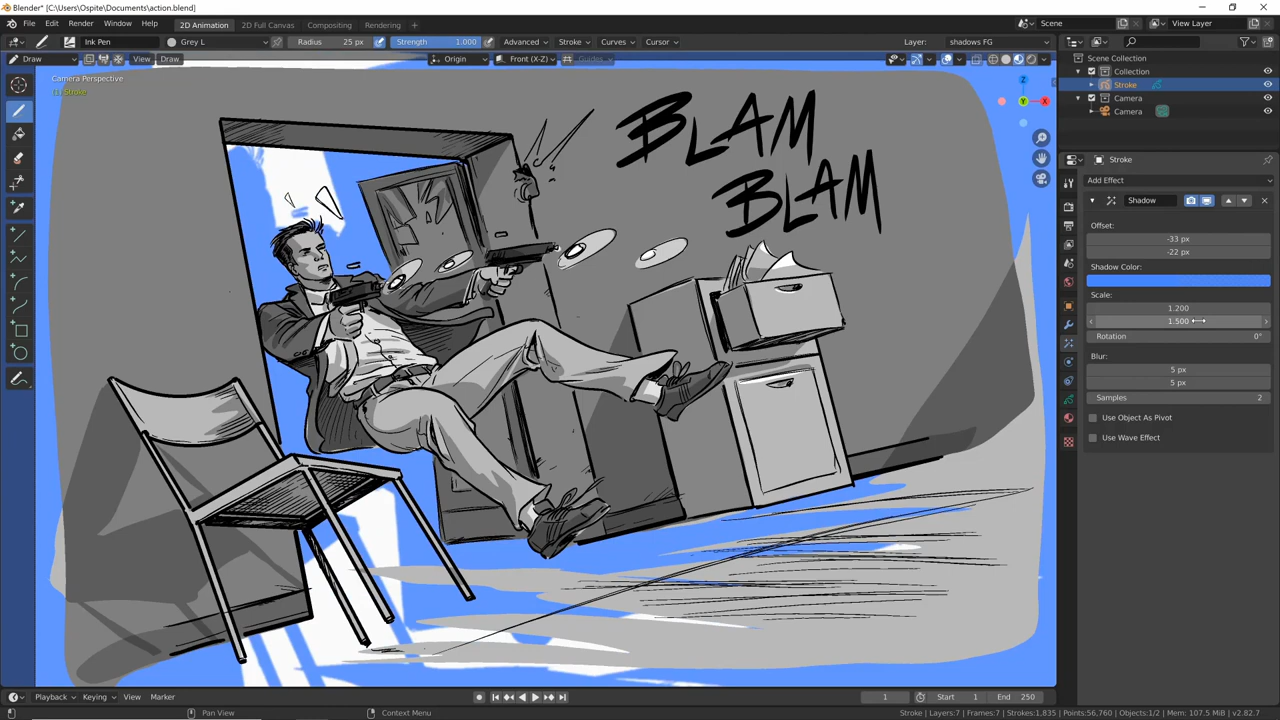 Blender* [C:\Users\Ospite\Documents\action.blend]
File Edit Render Window Help 2D Animation 2D Full Canvas Compositing Rendering Scene View Layer
Ink Pen Grey L Radius 25 px Strength 1.000 Advanced Stroke Curves Cursor Layer: shadows FG
Draw View Draw Origin Front (X-Z) Guides
Camera Perspective
(1) Stroke
BLAM
BLAM
Z
Y
X
Scene Collection
Collection
Stroke
Camera
Camera
Stroke
Add Effect
Shadow
Offset:
-33 px
-22 px
Shadow Color:
Scale:
1.200
1.500
Rotation 0°
Blur:
5 px
5 px
Samples 2
Use Object As Pivot
Use Wave Effect
Playback Keying View Marker 1 Start 1 End 250
Pan View Context Menu Stroke | Layers:7 | Frames:7 | Strokes:1,835 | Points:56,760 | Objects:1/2 | Mem: 107.5 MiB | v2.82.7